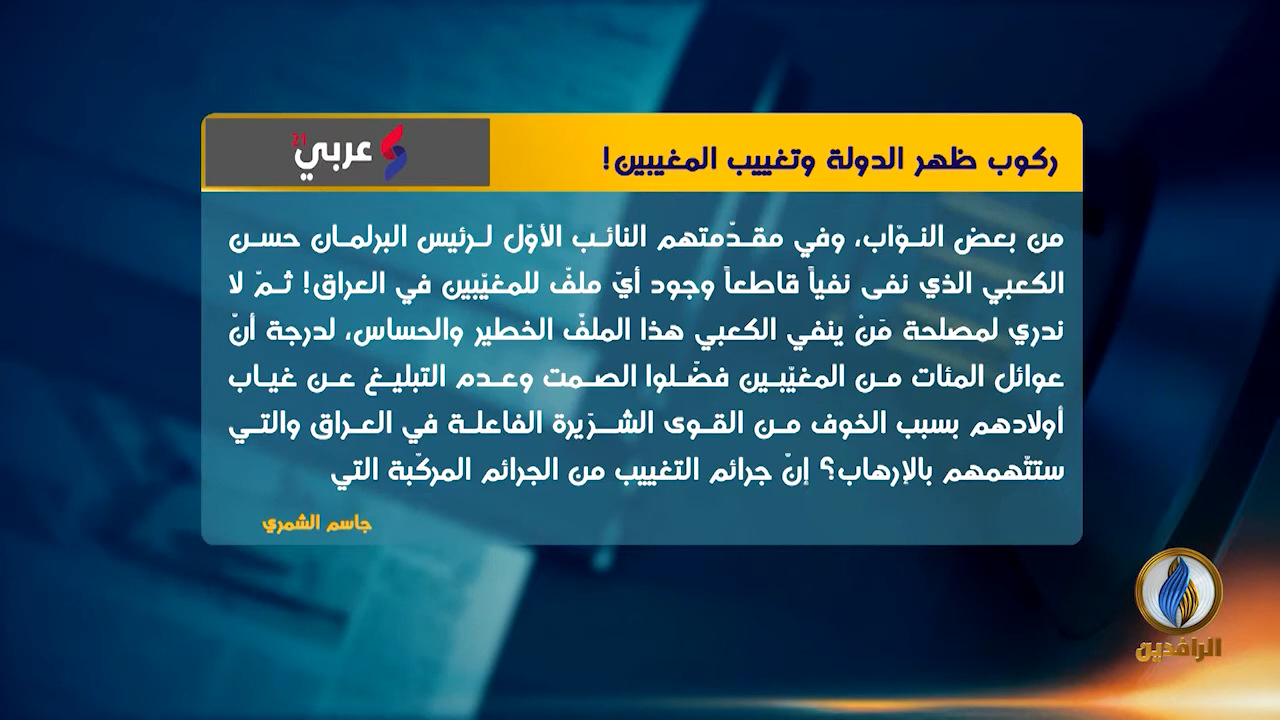 ركوب ظهر الدولة وتغييب المغيبين!
عربي21
من بعض النوّاب، وفي مقدّمتهم النائب الأوّل لرئيس البرلمان حسن
الكعبي الذي نفى نفياً قاطعاً وجود أيّ ملفّ للمغيّبين في العراق! ثمّ لا
ندري لمصلحة مَنْ ينفي الكعبي هذا الملفّ الخطير والحساس، لدرجة أنّ
عوائل المئات من المغيّبين فضّلوا الصمت وعدم التبليغ عن غياب
أولادهم بسبب الخوف من القوى الشرّيرة الفاعلة في العراق والتي
ستتّهمهم بالإرهاب؟ إنّ جرائم التغييب من الجرائم المركّبة التي
جاسم الشمري
الرافدين